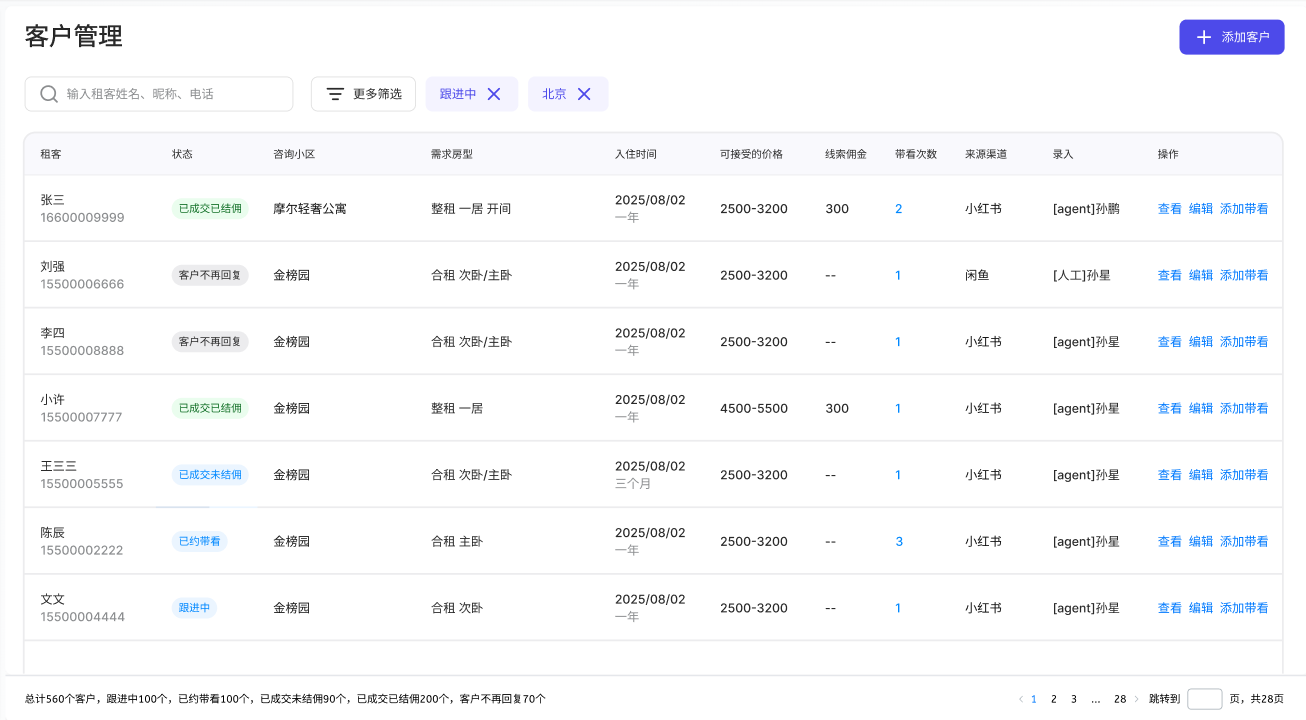 客户管理
添加客户
输入租客姓名、昵称、电话 更多筛选 跟进中 北京
租客 状态 咨询小区 需求房型 入住时间 可接受的价格 线索佣金 带看次数 来源渠道 录入 操作
张三 2025/08/02
已成交已结佣 摩尔轻奢公寓 整租 一居 开间 2500-3200 300 2 小红书 [agent]孙鹏 查看 编辑 添加带看
16600009999 一年
刘强 2025/08/02
客户不再回复 金榜园 合租 次卧/主卧 2500-3200 -- 1 闲鱼 [人工]孙星 查看 编辑 添加带看
15500006666 一年
李四 2025/08/02
客户不再回复 金榜园 合租 次卧/主卧 2500-3200 -- 1 小红书 [agent]孙星 查看 编辑 添加带看
15500008888 一年
小许 2025/08/02
已成交已结佣 金榜园 整租 一居 4500-5500 300 1 小红书 [agent]孙星 查看 编辑 添加带看
15500007777 一年
王三三 2025/08/02
已成交未结佣 金榜园 合租 次卧/主卧 2500-3200 -- 1 小红书 [agent]孙星 查看 编辑 添加带看
15500005555 三个月
陈辰 2025/08/02
已约带看 金榜园 合租 主卧 2500-3200 -- 3 小红书 [agent]孙星 查看 编辑 添加带看
15500002222 一年
文文 2025/08/02
跟进中 金榜园 合租 次卧 2500-3200 -- 1 小红书 [agent]孙星 查看 编辑 添加带看
15500004444 一年
总计560个客户，跟进中100个，已约带看100个，已成交未结佣90个，已成交已结佣200个，客户不再回复70个 1 2 3 ... 28 跳转到 页，共28页